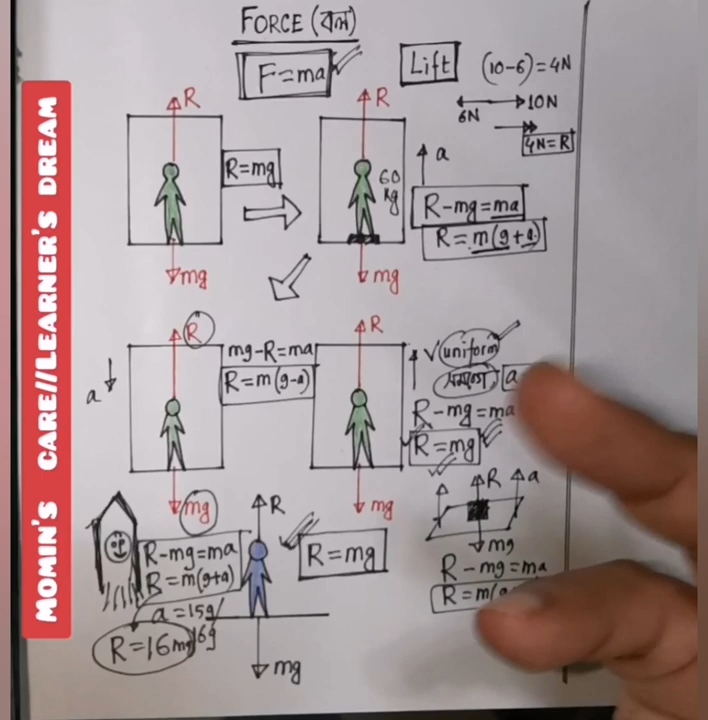 FORCE (বল)
F=ma
Lift
(10-6)=4N
6N
10N
4N=R
MOMIN'S CARE//LEARNER'S DREAM
R
R=mg
mg
R
60
kg
a
R-mg=ma
R=m(g+a)
mg
R
a
mg-R=ma
R=m(g-a)
mg
R
V
uniform
a
R-mg=ma
R=mg
mg
R-mg=ma
R=m(g+a)
a=15g
16g
R=16mg
R
R=mg
mg
R
a
mg
R-mg=ma
R=m(g